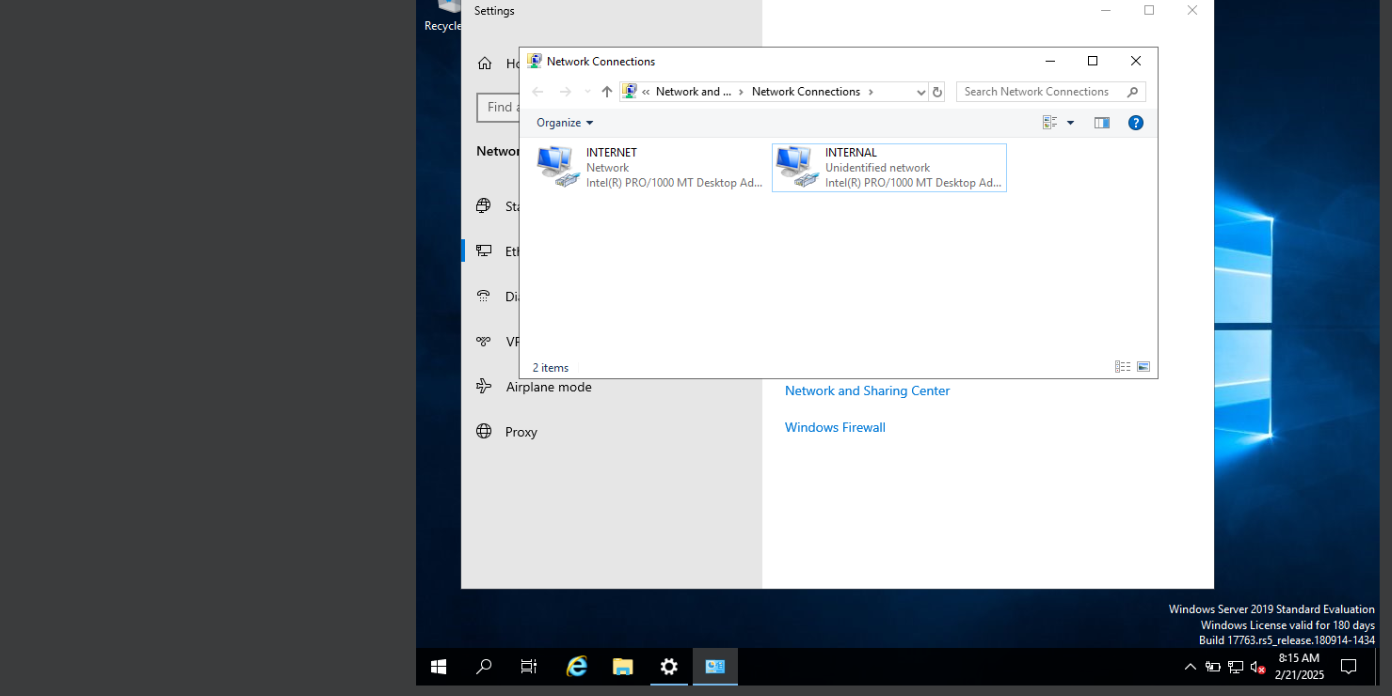 Recycle
Settings
Ho
Find a
Networ
Sta
Eth
Di
VP
Airplane mode
Proxy
Network Connections
« Network and ... › Network Connections ›
Search Network Connections
Organize
INTERNET
Network
Intel(R) PRO/1000 MT Desktop Ad...
INTERNAL
Unidentified network
Intel(R) PRO/1000 MT Desktop Ad...
2 items
Network and Sharing Center
Windows Firewall
Windows Server 2019 Standard Evaluation
Windows License valid for 180 days
Build 17763.rs5_release.180914-1434
8:15 AM
2/21/2025